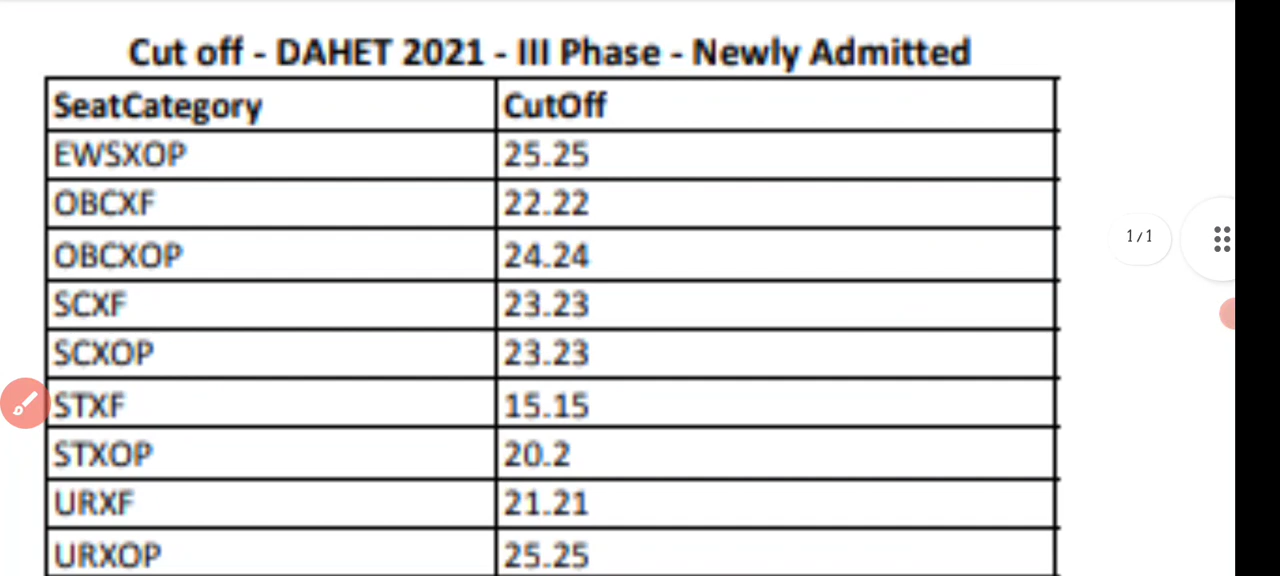 Cut off - DAHET 2021 - III Phase - Newly Admitted
SeatCategory CutOff
EWSXOP 25.25
OBCXF 22.22
OBCXOP 24.24
1/1
SCXF 23.23
SCXOP 23.23
STXF 15.15
STXOP 20.2
URXF 21.21
URXOP 25.25